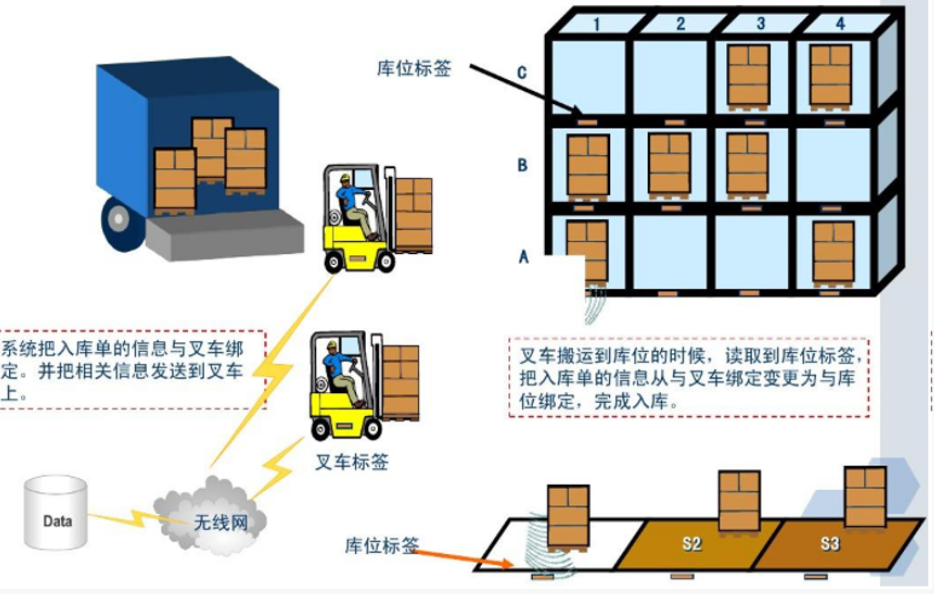 1 2 3 4
库位标签
C
B
A
系统把入库单的信息与叉车绑
定。并把相关信息发送到叉车
上。
叉车搬运到库位的时候，读取到库位标签，
把入库单的信息从与叉车绑定变更为与库
位绑定，完成入库。
叉车标签
Data
无线网
库位标签
S2
S3